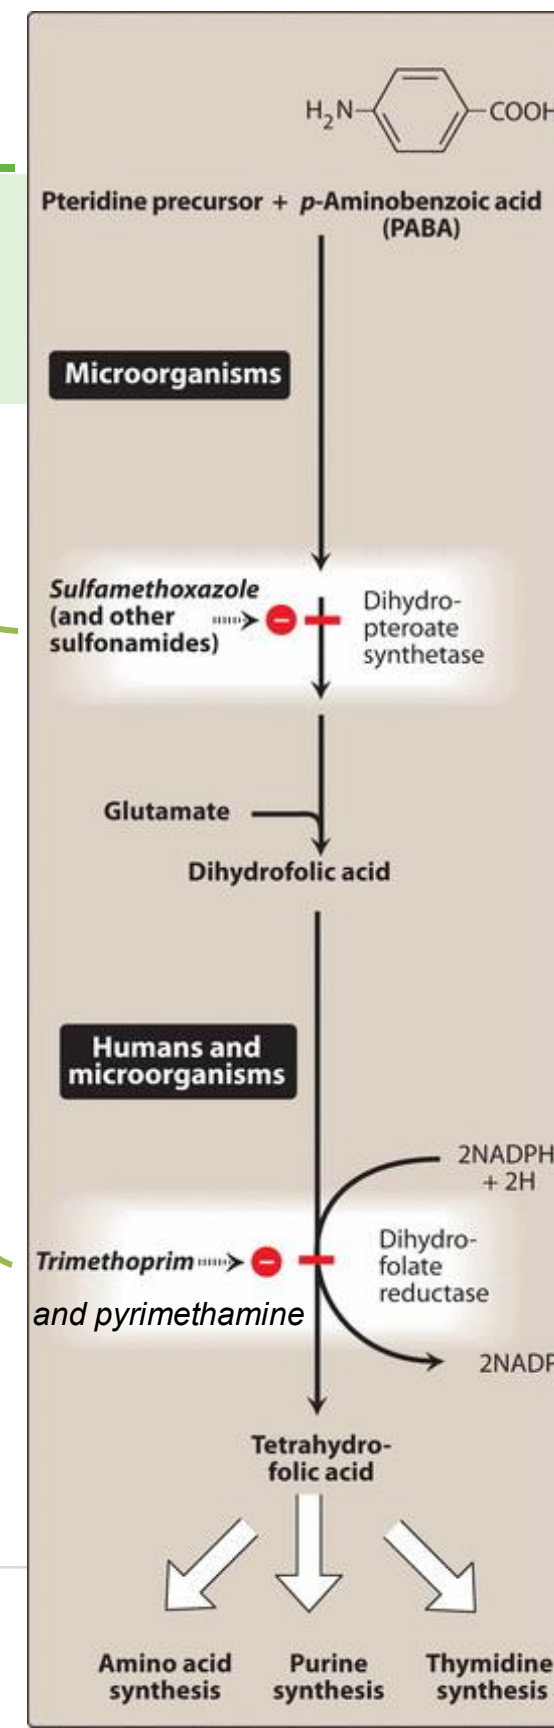 H₂N
COOH
Pteridine precursor + p-Aminobenzoic acid
(PABA)
Microorganisms
Sulfamethoxazole
(and other
sulfonamides)
Dihydro-
pteroate
synthetase
Glutamate
Dihydrofolic acid
Humans and
microorganisms
2NADPH
+ 2H
Trimethoprim
and pyrimethamine
Dihydro-
folate
reductase
2NADP
Tetrahydro-
folic acid
Amino acid
synthesis
Purine
synthesis
Thymidine
synthesis